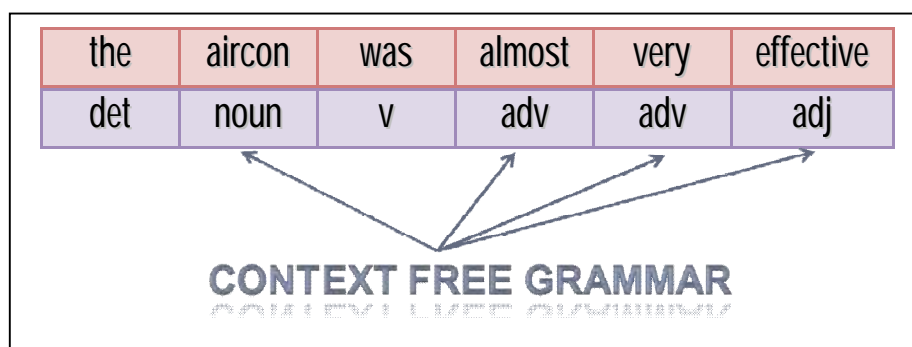 the aircon was almost very effective
det noun v adv adv adj
CONTEXT FREE GRAMMAR